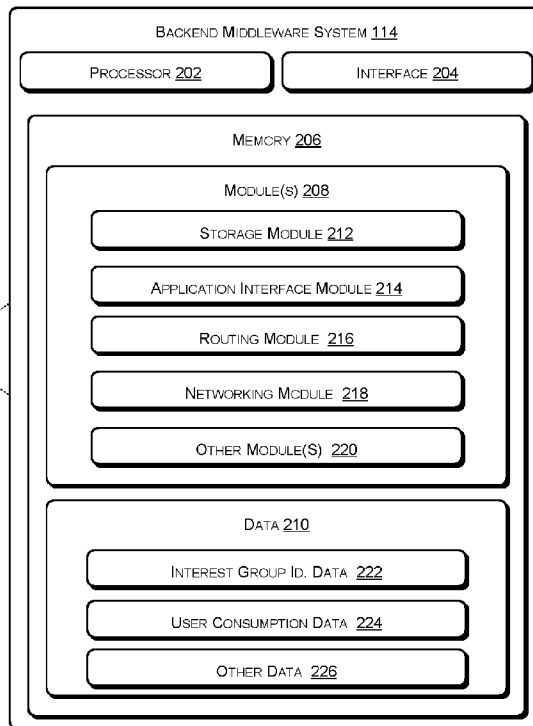 BACKEND MIDDLEWARE SYSTEM 114
PROCESSOR 202
INTERFACE 204
MEMORY 206
MODULE(S) 208
STORAGE MODULE 212
APPLICATION INTERFACE MODULE 214
ROUTING MODULE 216
NETWORKING MODULE 218
OTHER MODULE(S) 220
DATA 210
INTEREST GROUP ID. DATA 222
USER CONSUMPTION DATA 224
OTHER DATA 226